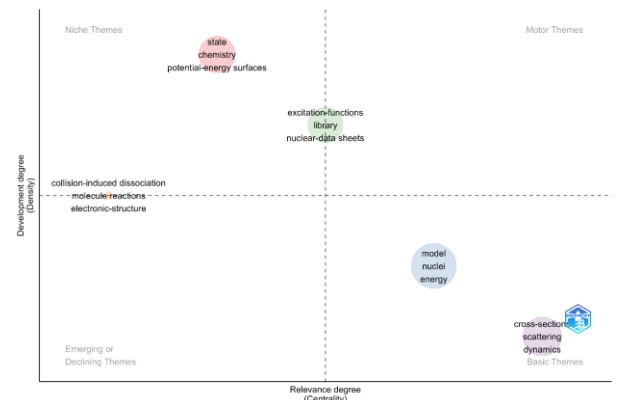 Niche Themes
Motor Themes
state
chemistry
potential-energy surfaces
excitation-functions
library
nuclear-data sheets
collision-induced dissociation
molecule reactions
electronic-structure
Development degree
(Density)
model
nuclei
energy
cross-section
scattering
dynamics
Emerging or
Declining Themes
Basic Themes
Relevance degree
(Centrality)